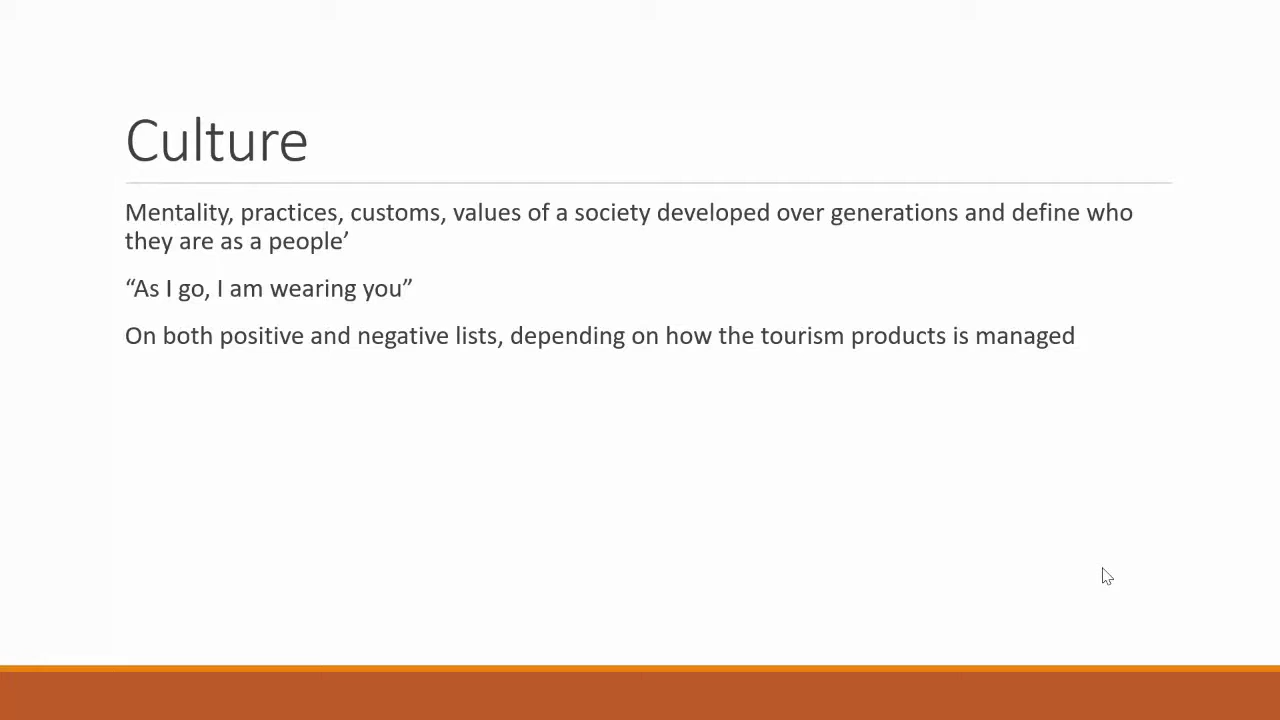 Culture
Mentality, practices, customs, values of a society developed over generations and define who
they are as a people’
“As I go, I am wearing you”
On both positive and negative lists, depending on how the tourism products is managed